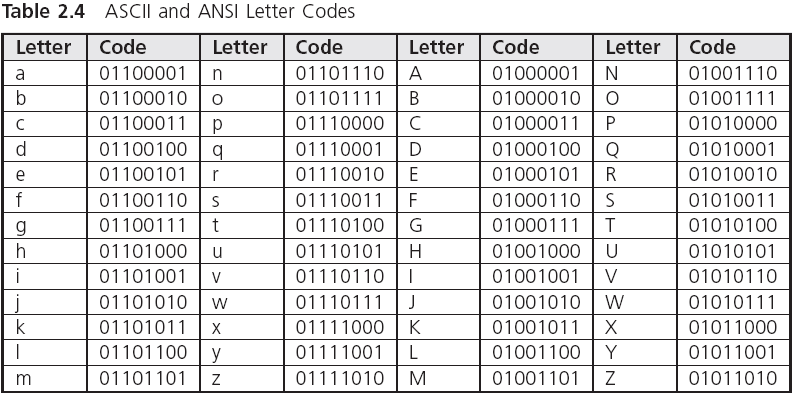 Table 2.4 ASCII and ANSI Letter Codes
Letter Code Letter Code Letter Code Letter Code
a 01100001 n 01101110 A 01000001 N 01001110
b 01100010 o 01101111 B 01000010 O 01001111
c 01100011 p 01110000 C 01000011 P 01010000
d 01100100 q 01110001 D 01000100 Q 01010001
e 01100101 r 01110010 E 01000101 R 01010010
f 01100110 s 01110011 F 01000110 S 01010011
g 01100111 t 01110100 G 01000111 T 01010100
h 01101000 u 01110101 H 01001000 U 01010101
i 01101001 v 01110110 I 01001001 V 01010110
j 01101010 w 01110111 J 01001010 W 01010111
k 01101011 x 01111000 K 01001011 X 01011000
l 01101100 y 01111001 L 01001100 Y 01011001
m 01101101 z 01111010 M 01001101 Z 01011010